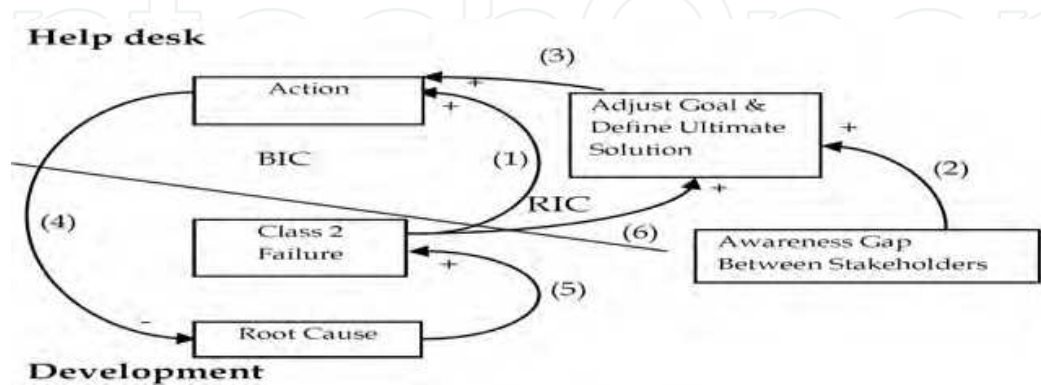 Help desk
(3)
+
Action
+
Adjust Goal &
Define Ultimate
Solution
+
BIC
(1)
(2)
+
RIC
(4)
Class 2
Failure
(6)
Awareness Gap
Between Stakeholders
+
(5)
-
Root Cause
Development